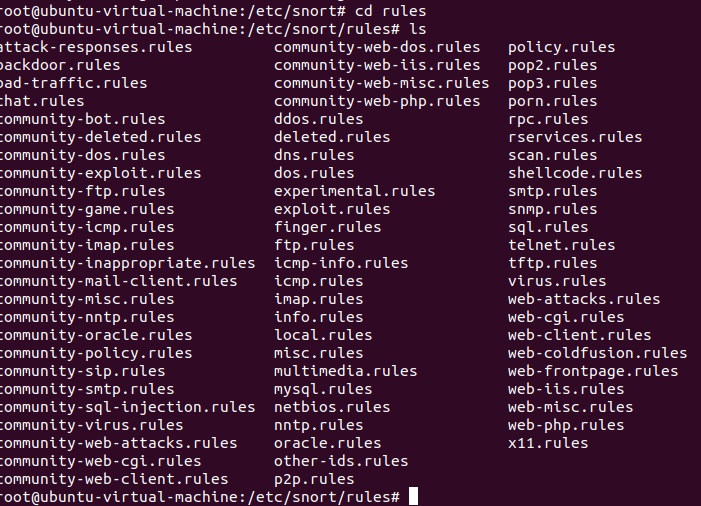 root@ubuntu-virtual-machine:/etc/snort# cd rules
root@ubuntu-virtual-machine:/etc/snort/rules# ls
attack-responses.rules community-web-dos.rules policy.rules
backdoor.rules community-web-iis.rules pop2.rules
bad-traffic.rules community-web-misc.rules pop3.rules
chat.rules community-web-php.rules porn.rules
community-bot.rules ddos.rules rpc.rules
community-deleted.rules deleted.rules rservices.rules
community-dos.rules dns.rules scan.rules
community-exploit.rules dos.rules shellcode.rules
community-ftp.rules experimental.rules smtp.rules
community-game.rules exploit.rules snmp.rules
community-icmp.rules finger.rules sql.rules
community-imap.rules ftp.rules telnet.rules
community-inappropriate.rules icmp-info.rules tftp.rules
community-mail-client.rules icmp.rules virus.rules
community-misc.rules imap.rules web-attacks.rules
community-nntp.rules info.rules web-cgi.rules
community-oracle.rules local.rules web-client.rules
community-policy.rules misc.rules web-coldfusion.rules
community-sip.rules multimedia.rules web-frontpage.rules
community-smtp.rules mysql.rules web-iis.rules
community-sql-injection.rules netbios.rules web-misc.rules
community-virus.rules nntp.rules web-php.rules
community-web-attacks.rules oracle.rules x11.rules
community-web-cgi.rules other-ids.rules
community-web-client.rules p2p.rules
root@ubuntu-virtual-machine:/etc/snort/rules#